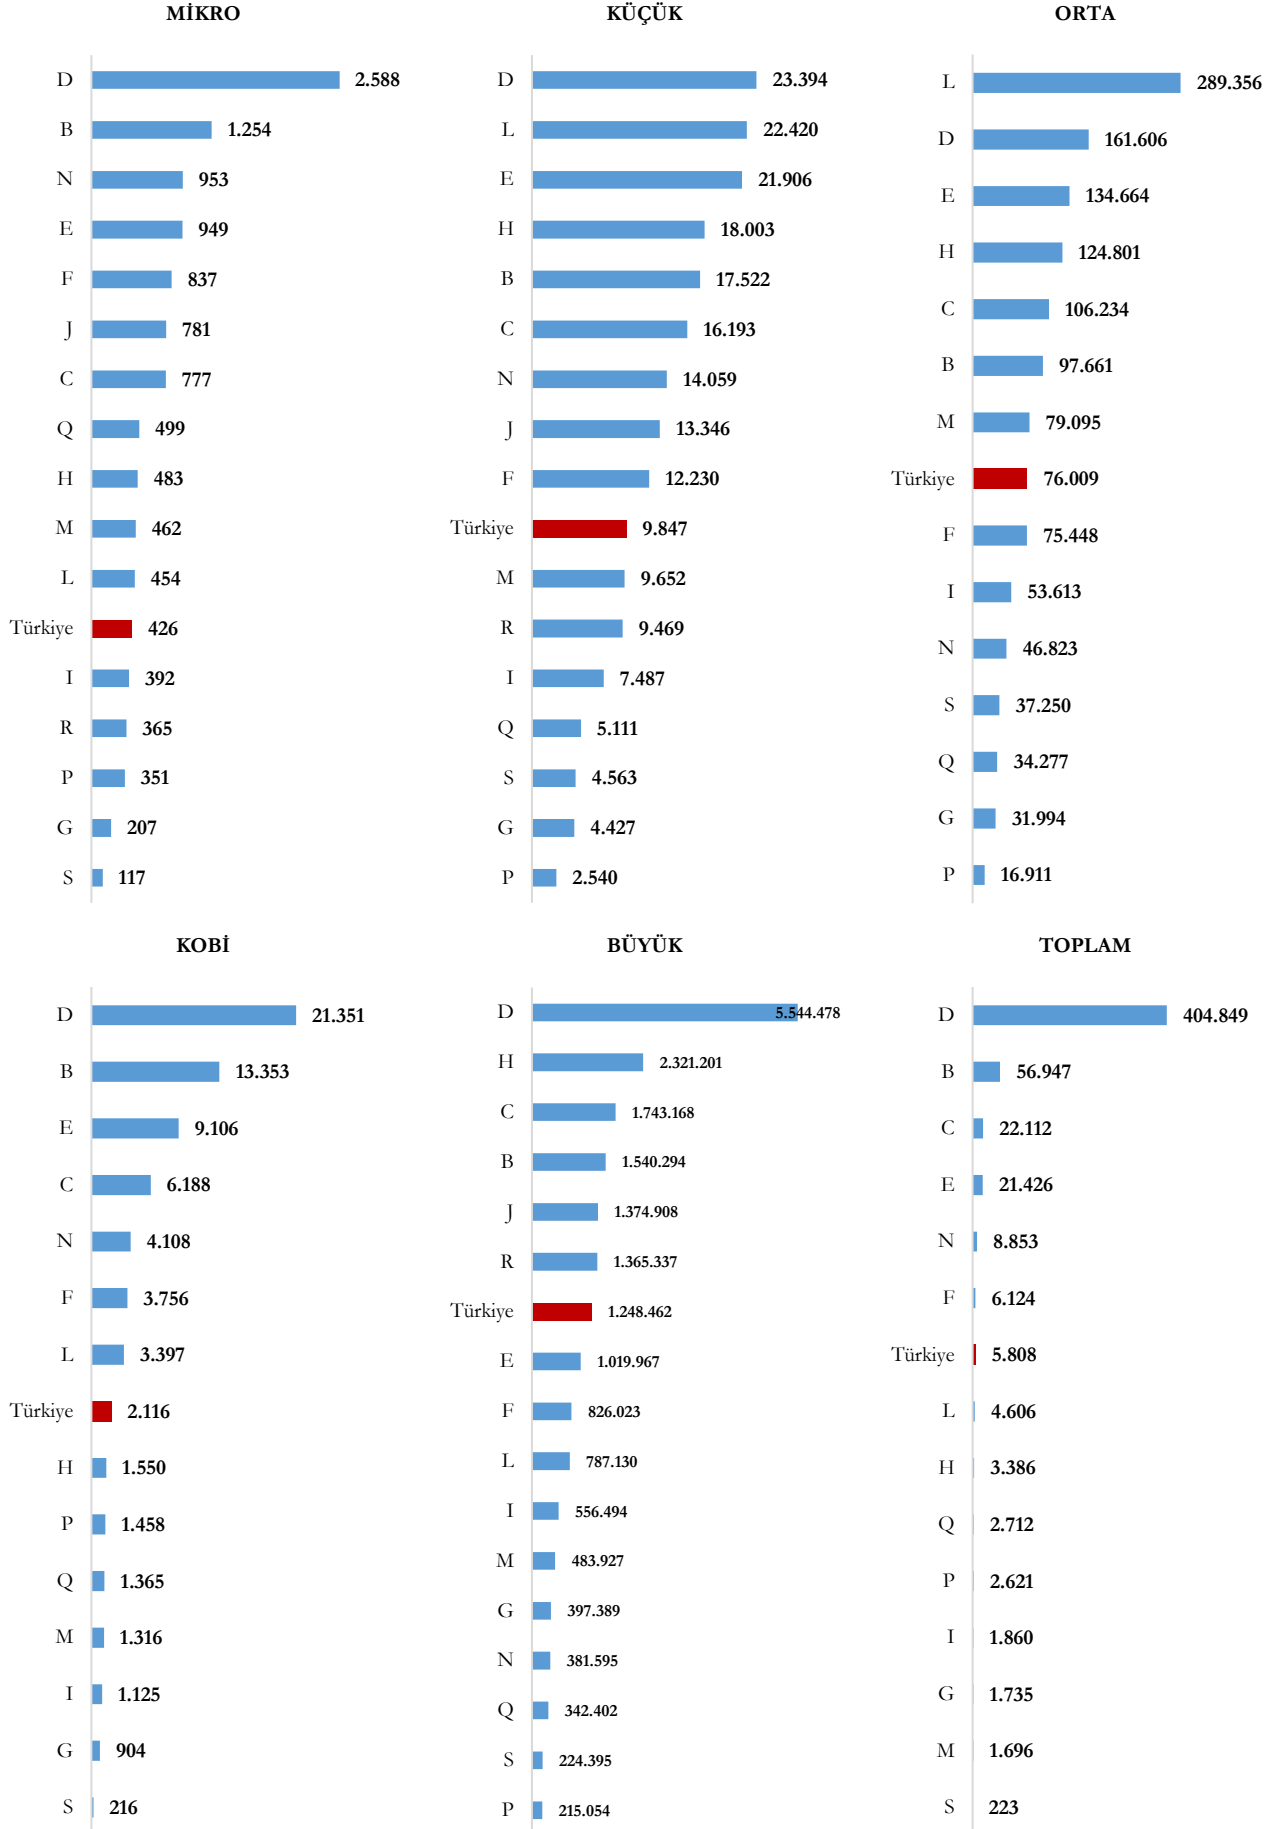 MİKRO
D 2.588
B 1.254
N 953
E 949
F 837
J 781
C 777
Q 499
H 483
M 462
L 454
Türkiye 426
I 392
R 365
P 351
G 207
S 117
KÜÇÜK
D 23.394
L 22.420
E 21.906
H 18.003
B 17.522
C 16.193
N 14.059
J 13.346
F 12.230
Türkiye 9.847
M 9.652
R 9.469
I 7.487
Q 5.111
S 4.563
G 4.427
P 2.540
ORTA
L 289.356
D 161.606
E 134.664
H 124.801
C 106.234
B 97.661
M 79.095
Türkiye 76.009
F 75.448
I 53.613
N 46.823
S 37.250
Q 34.277
G 31.994
P 16.911
KOBİ
D 21.351
B 13.353
E 9.106
C 6.188
N 4.108
F 3.756
L 3.397
Türkiye 2.116
H 1.550
P 1.458
Q 1.365
M 1.316
I 1.125
G 904
S 216
BÜYÜK
D 5.544.478
H 2.321.201
C 1.743.168
B 1.540.294
J 1.374.908
R 1.365.337
Türkiye 1.248.462
E 1.019.967
F 826.023
L 787.130
I 556.494
M 483.927
G 397.389
N 381.595
Q 342.402
S 224.395
P 215.054
TOPLAM
D 404.849
B 56.947
C 22.112
E 21.426
N 8.853
F 6.124
Türkiye 5.808
L 4.606
H 3.386
Q 2.712
P 2.621
I 1.860
G 1.735
M 1.696
S 223